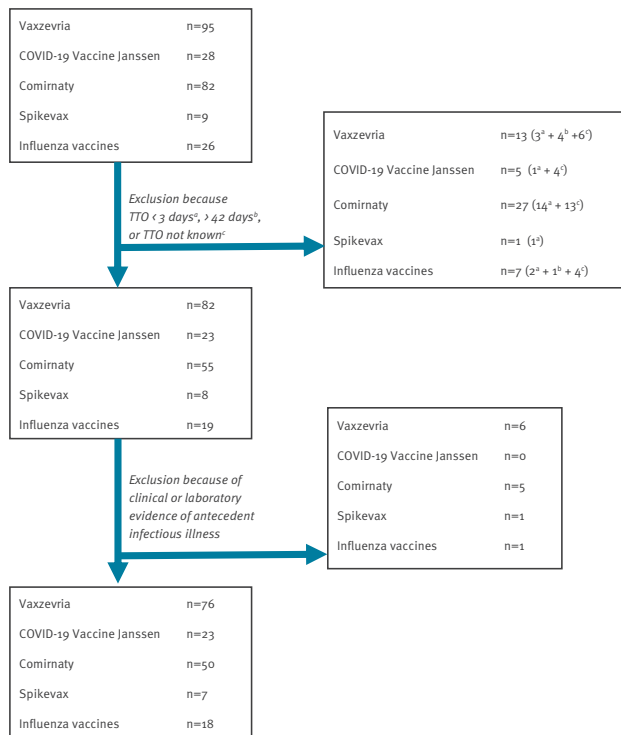 Vaxzevria n=95
COVID-19 Vaccine Janssen n=28
Comirnaty n=82
Spikevax n=9
Influenza vaccines n=26
Exclusion because
TTO < 3 daysᵃ, > 42 daysᵇ,
or TTO not knownᶜ
Vaxzevria n=13 (3ᵃ + 4ᵇ +6ᶜ)
COVID-19 Vaccine Janssen n=5 (1ᵃ + 4ᶜ)
Comirnaty n=27 (14ᵃ + 13ᶜ)
Spikevax n=1 (1ᵃ)
Influenza vaccines n=7 (2ᵃ + 1ᵇ + 4ᶜ)
Vaxzevria n=82
COVID-19 Vaccine Janssen n=23
Comirnaty n=55
Spikevax n=8
Influenza vaccines n=19
Exclusion because of
clinical or laboratory
evidence of antecedent
infectious illness
Vaxzevria n=6
COVID-19 Vaccine Janssen n=0
Comirnaty n=5
Spikevax n=1
Influenza vaccines n=1
Vaxzevria n=76
COVID-19 Vaccine Janssen n=23
Comirnaty n=50
Spikevax n=7
Influenza vaccines n=18